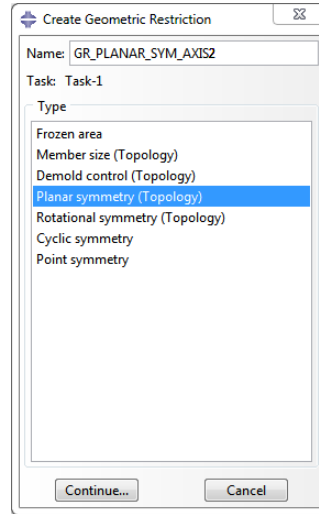 Create Geometric Restriction
Name: GR_PLANAR_SYM_AXIS2
Task: Task-1
Type
Frozen area
Member size (Topology)
Demold control (Topology)
Planar symmetry (Topology)
Rotational symmetry (Topology)
Cyclic symmetry
Point symmetry
Continue... Cancel